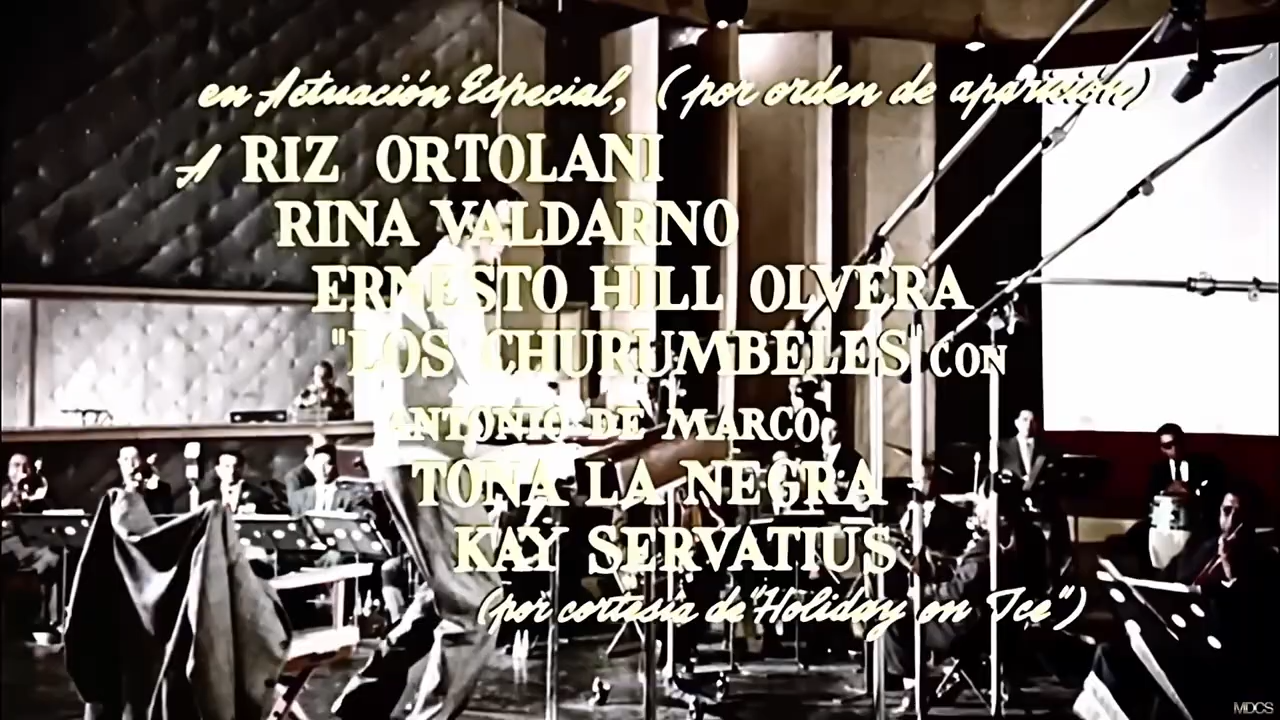 en Actuación Especial, (por orden de aparición)
A RIZ ORTOLANI
RINA VALDARNO
ERNESTO HILL OLVERA
"LOS CHURUMBELES" CON
ANTONIO DE MARCO
TONA LA NEGRA
KAY SERVATIUS
(por cortesía de "Holiday on Ice")
MDCS